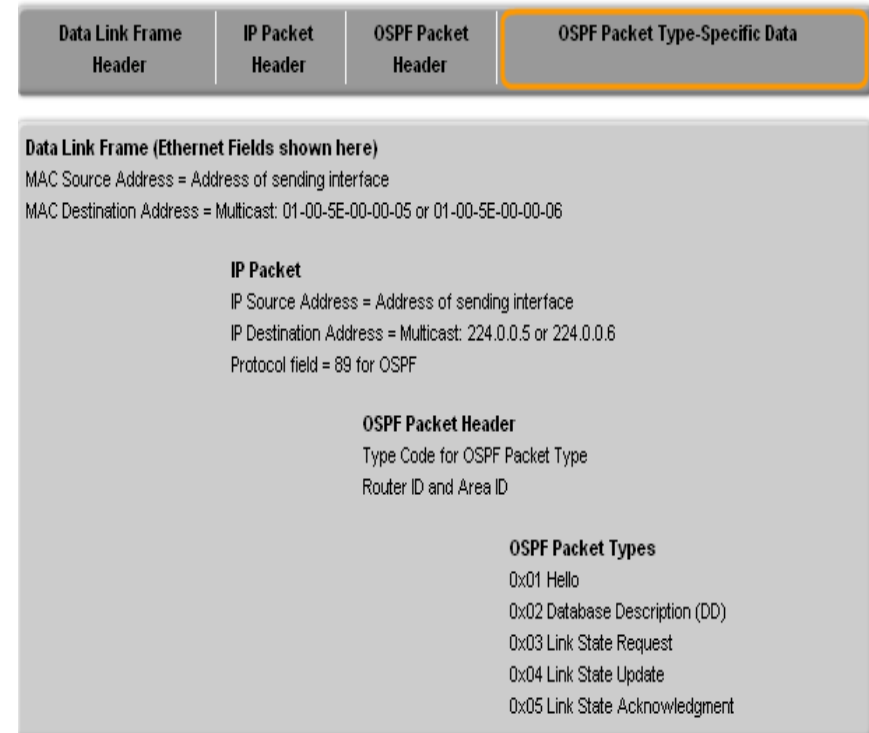 Data Link Frame Header
IP Packet Header
OSPF Packet Header
OSPF Packet Type-Specific Data
Data Link Frame (Ethernet Fields shown here)
MAC Source Address = Address of sending interface
MAC Destination Address = Multicast: 01-00-5E-00-00-05 or 01-00-5E-00-00-06
IP Packet
IP Source Address = Address of sending interface
IP Destination Address = Multicast: 224.0.0.5 or 224.0.0.6
Protocol field = 89 for OSPF
OSPF Packet Header
Type Code for OSPF Packet Type
Router ID and Area ID
OSPF Packet Types
0x01 Hello
0x02 Database Description (DD)
0x03 Link State Request
0x04 Link State Update
0x05 Link State Acknowledgment